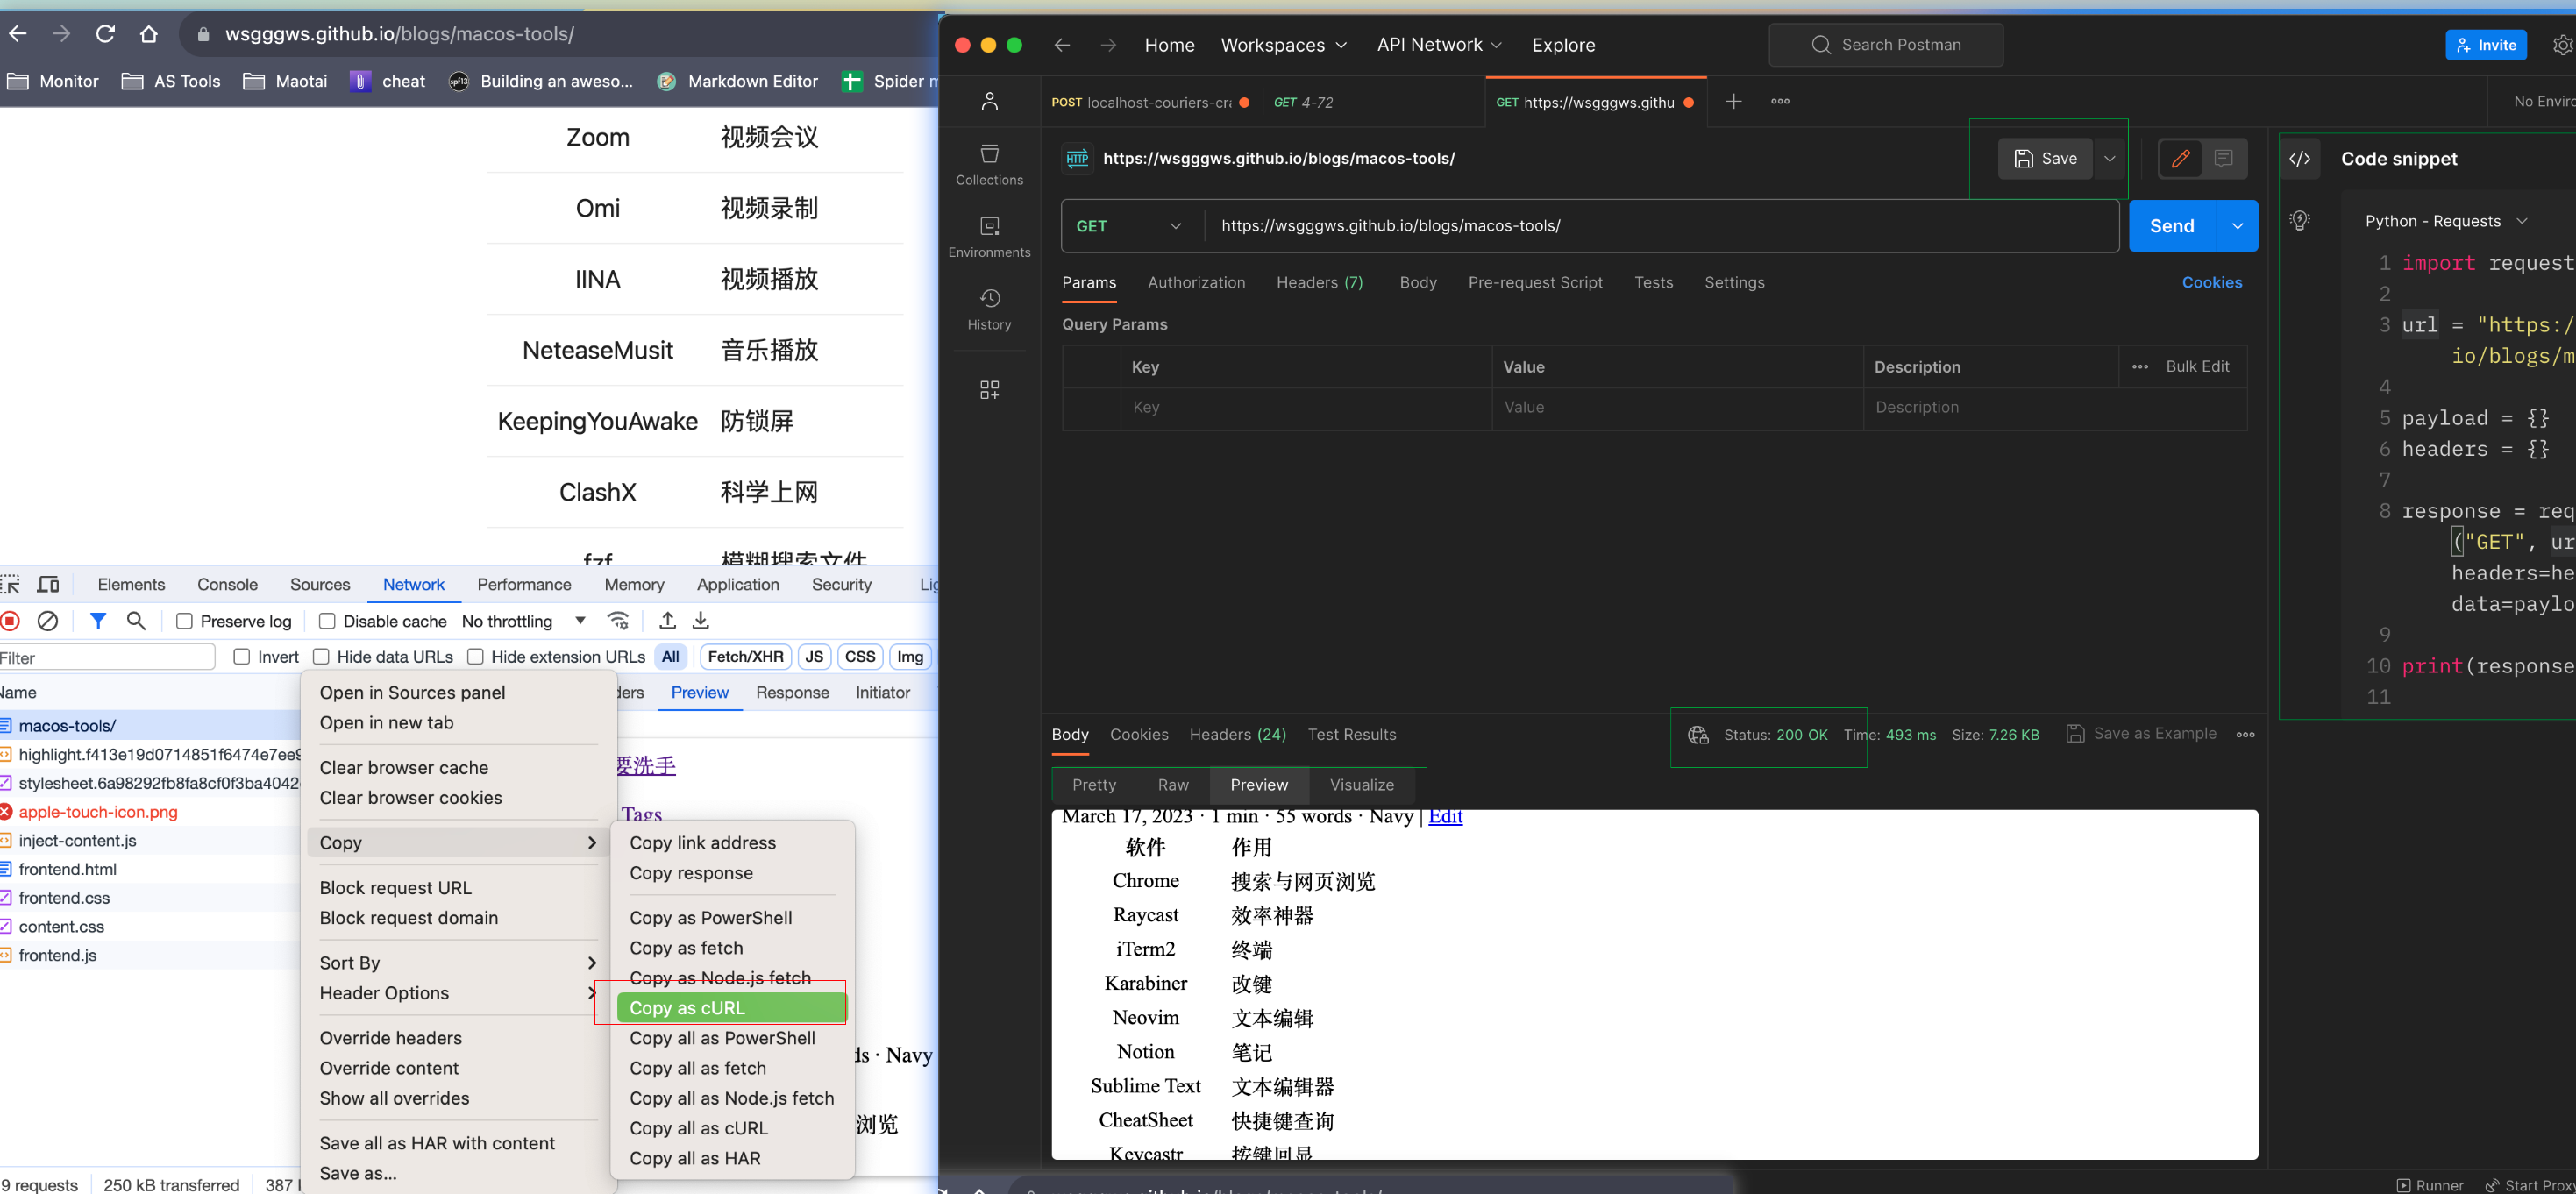 wsgggws.github.io/blogs/macos-tools/
Monitor AS Tools Maotai cheat Building an aweso... Markdown Editor Spider
Zoom 视频会议
Omi 视频录制
IINA 视频播放
NeteaseMusit 音乐播放
KeepingYouAwake 防锁屏
ClashX 科学上网
fzf 模糊搜索文件
Elements Console Sources Network Performance Memory Application Security
Preserve log Disable cache No throttling
Filter Invert Hide data URLs Hide extension URLs All Fetch/XHR JS CSS Img
Preview Response Initiator
macos-tools/
highlight.f413e19d0714851f6474e7ee9
stylesheet.6a98292fb8fa8cf0f3ba4042
apple-touch-icon.png
inject-content.js
frontend.html
frontend.css
content.css
frontend.js
9 requests 250 kB transferred 387
Open in Sources panel
Open in new tab
Clear browser cache
Clear browser cookies
Copy
Block request URL
Block request domain
Sort By
Header Options
Override headers
Override content
Show all overrides
Save all as HAR with content
Save as...
要洗手
Tags
Copy link address
Copy response
Copy as PowerShell
Copy as fetch
Copy as Node.js fetch
Copy as cURL
Copy all as PowerShell
Copy all as fetch
Copy all as Node.js fetch
Copy all as cURL
Copy all as HAR
ds · Navy
浏览
Home Workspaces API Network Explore Search Postman Invite
POST localhost-couriers-cra GET 4-72 GET https://wsgggws.githu No Enviro
Collections
Environments
History
HTTP https://wsgggws.github.io/blogs/macos-tools/ Save
GET https://wsgggws.github.io/blogs/macos-tools/ Send
Params Authorization Headers (7) Body Pre-request Script Tests Settings Cookies
Query Params
Key Value Description Bulk Edit
Key Value Description
Code snippet
Python - Requests
1 import request
2
3 url = "https:/
io/blogs/m
4
5 payload = {}
6 headers = {}
7
8 response = req
("GET", ur
headers=he
data=paylo
9
10 print(response
11
Body Cookies Headers (24) Test Results Status: 200 OK Time: 493 ms Size: 7.26 KB Save as Example
Pretty Raw Preview Visualize
March 17, 2023 · 1 min · 55 words · Navy | Edit
软件 作用
Chrome 搜索与网页浏览
Raycast 效率神器
iTerm2 终端
Karabiner 改键
Neovim 文本编辑
Notion 笔记
Sublime Text 文本编辑器
CheatSheet 快捷键查询
Keycastr 按键回显
Runner Start Proxy